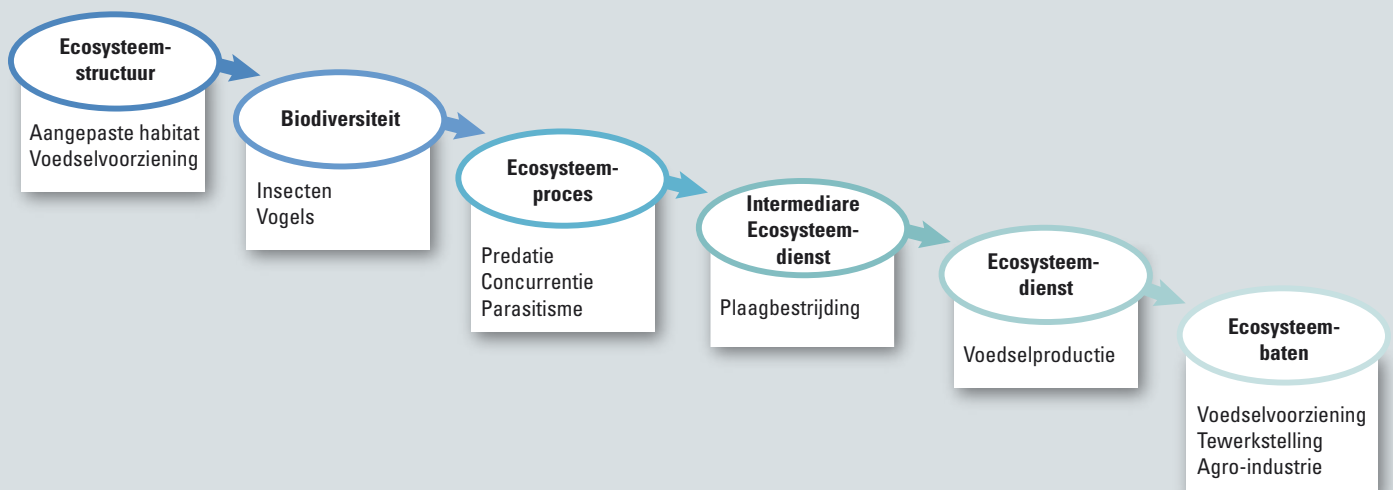 Ecosysteem-
structuur
Aangepaste habitat
Voedselvoorziening
Biodiversiteit
Insecten
Vogels
Ecosysteem-
proces
Predatie
Concurrentie
Parasitisme
Intermediare
Ecosysteem-
dienst
Plaagbestrijding
Ecosysteem-
dienst
Voedselproductie
Ecosysteem-
baten
Voedselvoorziening
Tewerkstelling
Agro-industrie